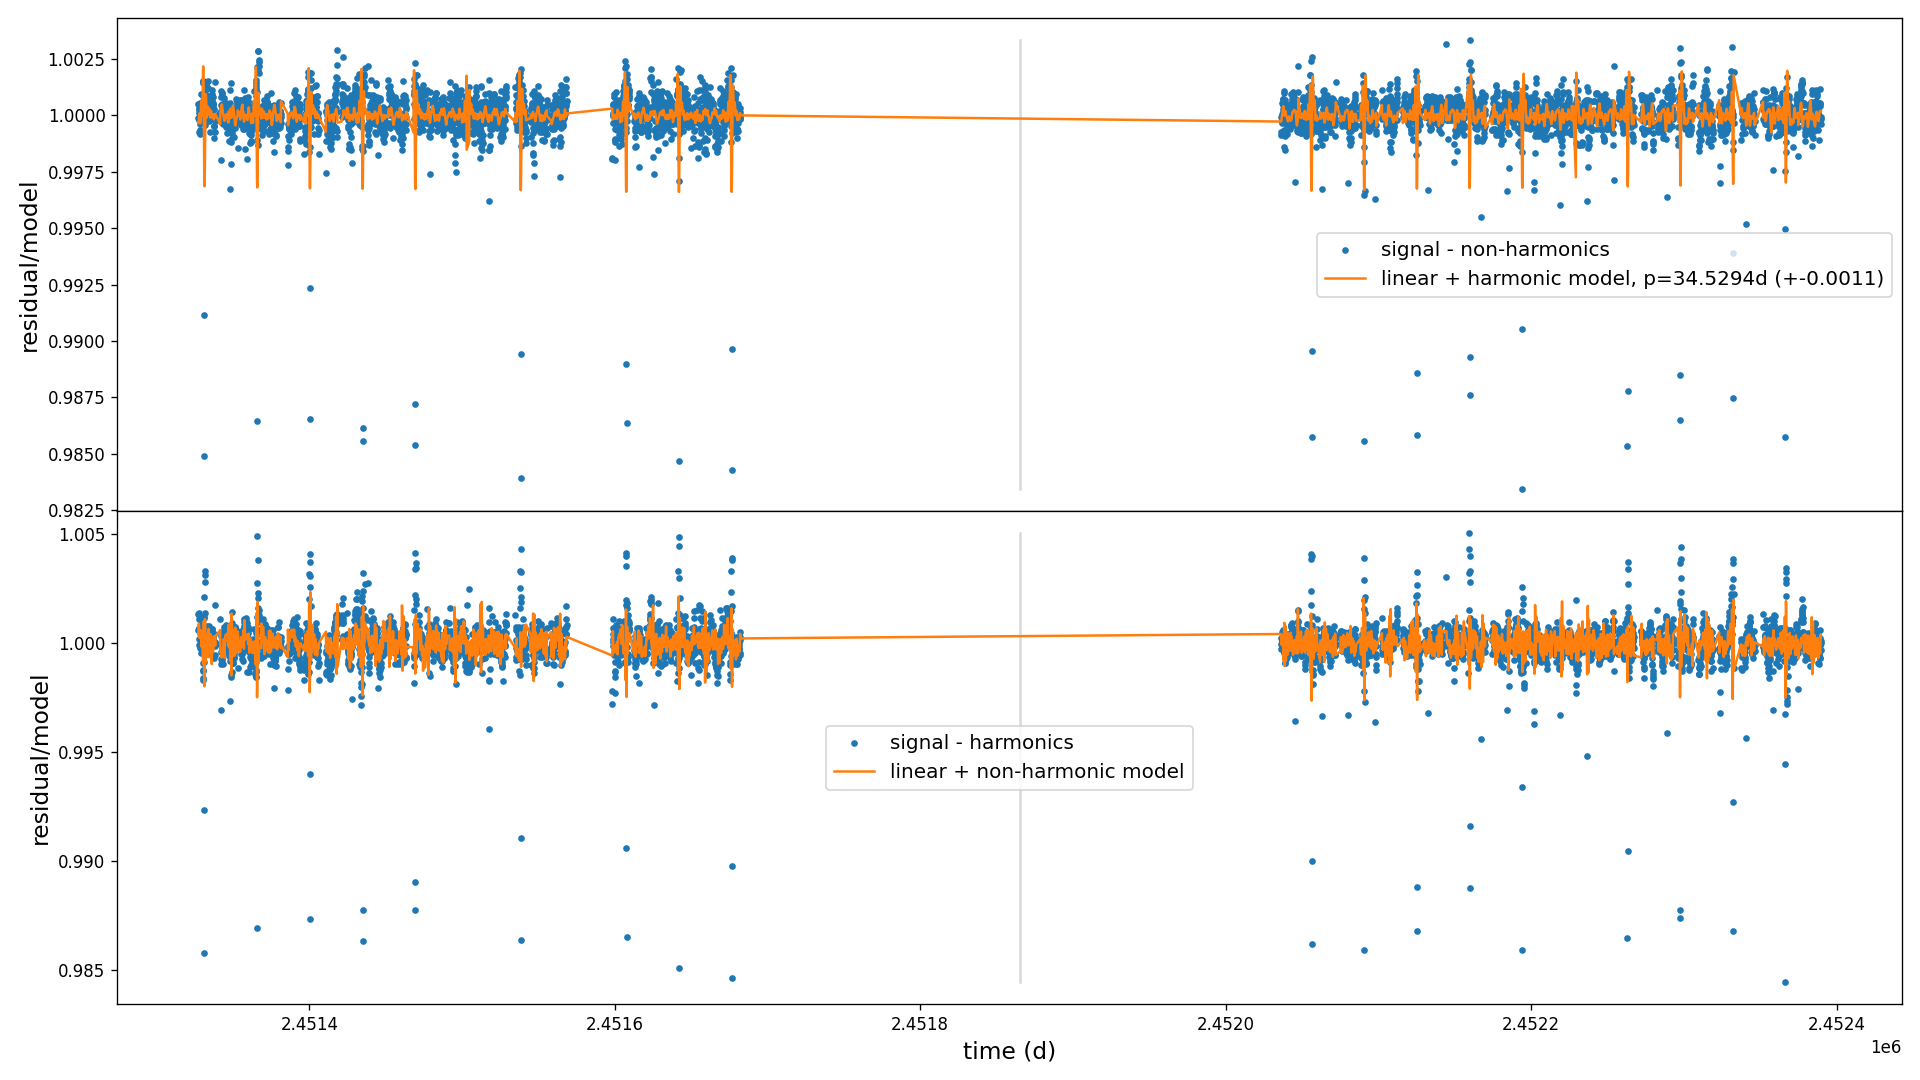 1.0025
1.0000
0.9975
0.9950
0.9925
0.9900
0.9875
0.9850
0.9825
residual/model
signal - non-harmonics
linear + harmonic model, p=34.5294d (+-0.0011)
1.005
1.000
0.995
0.990
0.985
residual/model
signal - harmonics
linear + non-harmonic model
2.4514 2.4516 2.4518 2.4520 2.4522 2.4524
1e6
time (d)